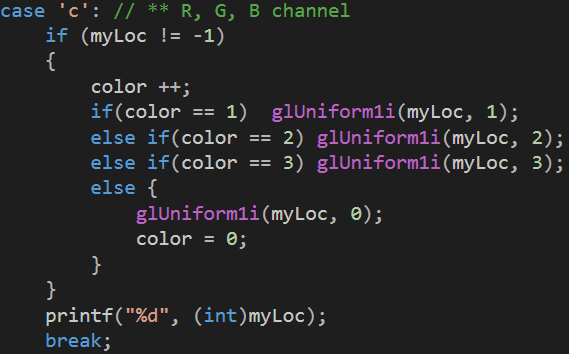 case 'c': // ** R, G, B channel
    if (myLoc != -1)
    {
        color ++;
        if(color == 1)  glUniform1i(myLoc, 1);
        else if(color == 2) glUniform1i(myLoc, 2);
        else if(color == 3) glUniform1i(myLoc, 3);
        else {
            glUniform1i(myLoc, 0);
            color = 0;
        }
    }
    printf("%d", (int)myLoc);
    break;